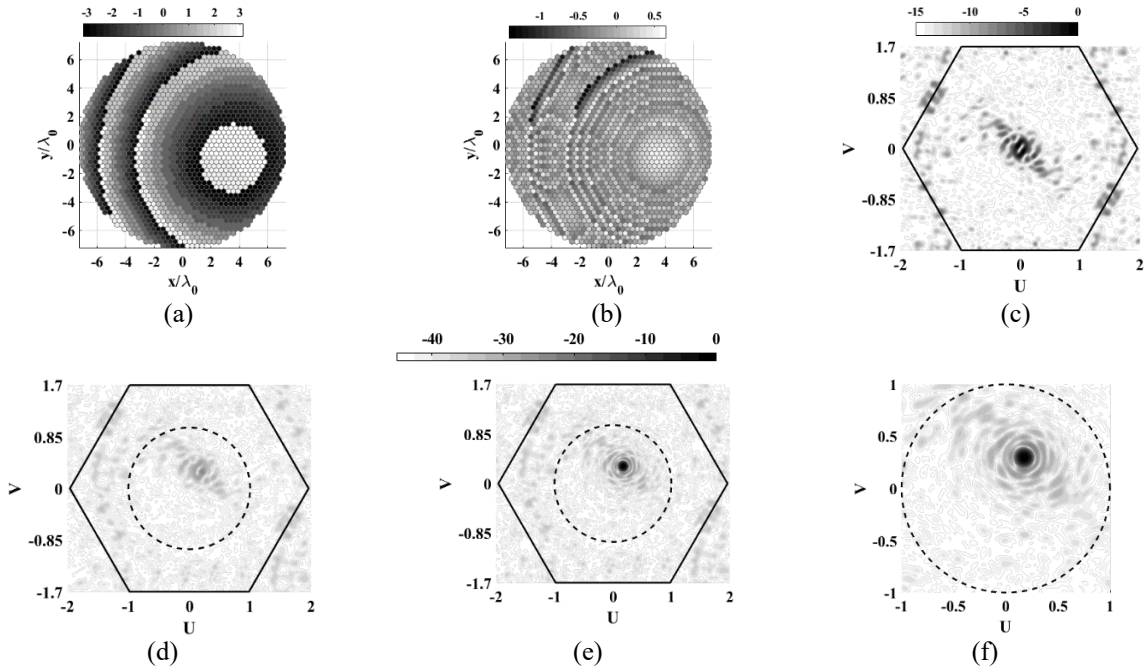 -3 -2 -1 0 1 2 3
6
4
2
0
-2
-4
-6
y/λ0
-6 -4 -2 0 2 4 6
x/λ0
(a)
-1 -0.5 0 0.5
6
4
2
0
-2
-4
-6
y/λ0
-6 -4 -2 0 2 4 6
x/λ0
(b)
-15 -10 -5 0
1.7
0.85
0
-0.85
-1.7
V
-2 -1 0 1 2
U
(c)
1.7
0.85
0
-0.85
-1.7
V
-2 -1 0 1 2
U
(d)
-40 -30 -20 -10 0
1.7
0.85
0
-0.85
-1.7
V
-2 -1 0 1 2
U
(e)
1
0.5
0
-0.5
-1
V
-1 -0.5 0 0.5 1
U
(f)